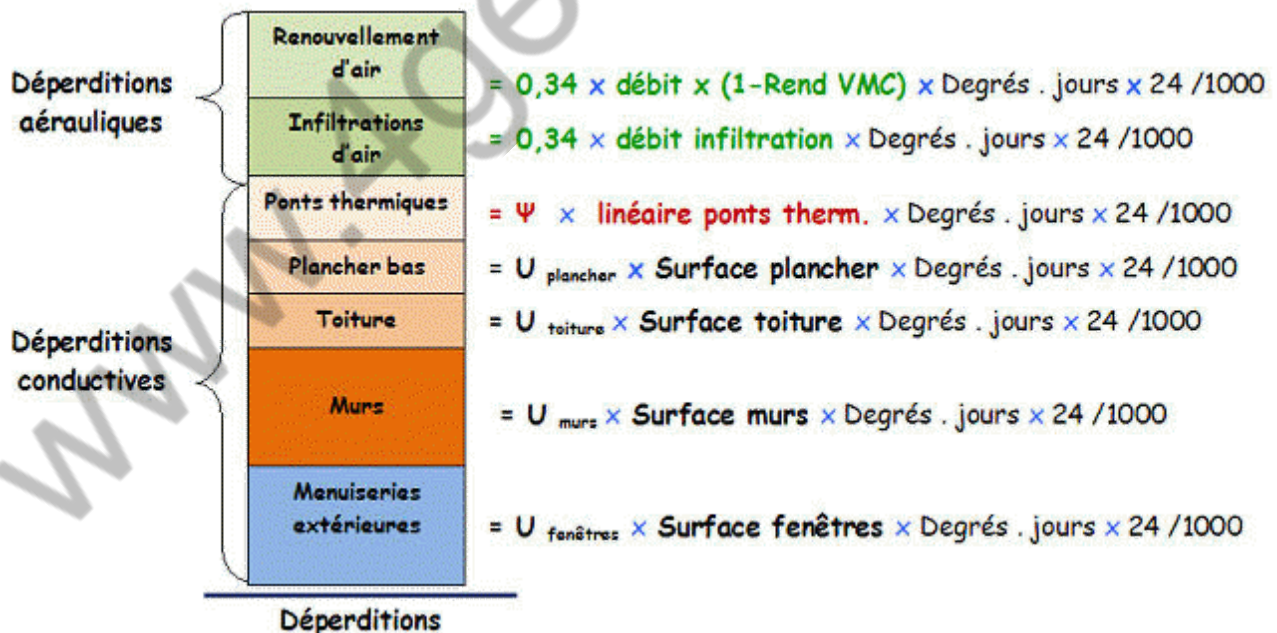 Renouvellement
d'air
Déperditions
aérauliques
= 0,34 x débit x (1-Rend VMC) x Degrés . jours x 24 /1000
Infiltrations
d'air
= 0,34 x débit infiltration x Degrés . jours x 24 /1000
Ponts thermiques
= Ψ x linéaire ponts therm. x Degrés . jours x 24 /1000
Plancher bas
= U plancher x Surface plancher x Degrés . jours x 24 /1000
Toiture
= U toiture x Surface toiture x Degrés . jours x 24 /1000
Déperditions
conductives
Murs
= U murs x Surface murs x Degrés . jours x 24 /1000
Menuiseries
extérieures
= U fenêtres x Surface fenêtres x Degrés . jours x 24 /1000
Déperditions
www.4ge